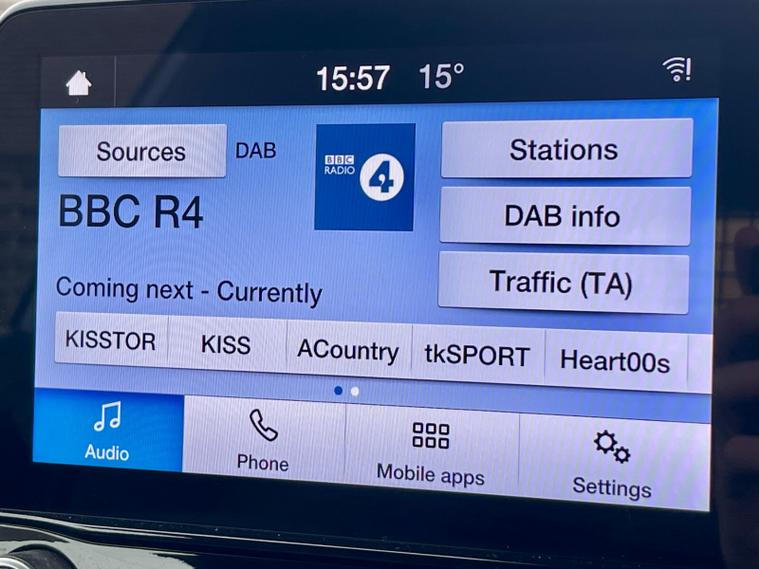 15:57 15°
Sources DAB
BBC
RADIO 4
Stations
BBC R4
DAB info
Traffic (TA)
Coming next - Currently
KISSTOR KISS ACountry tkSPORT Heart00s
Audio Phone Mobile apps Settings